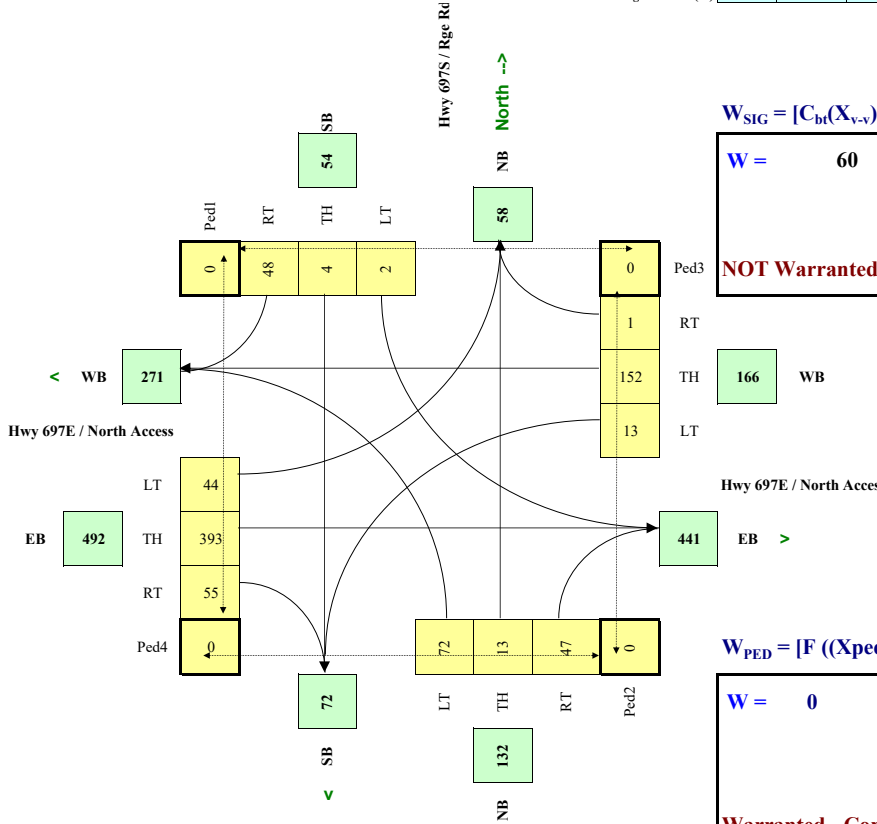 Hwy 697S / Rge Rd
North -->
SB
54
NB
58
W_SIG = [C_bt(X_v-v)
W = 60
NOT Warranted
Ped1
RT
TH
LT
0
48
4
2
0
Ped3
1
RT
152
TH
166
WB
13
LT
< WB
271
Hwy 697E / North Access
LT
44
EB
492
TH
393
RT
55
Ped4
0
Hwy 697E / North Acces
441
EB >
72
13
47
0
LT
TH
RT
Ped2
72
SB
<
132
NB
W_PED = [F ((Xped
W = 0